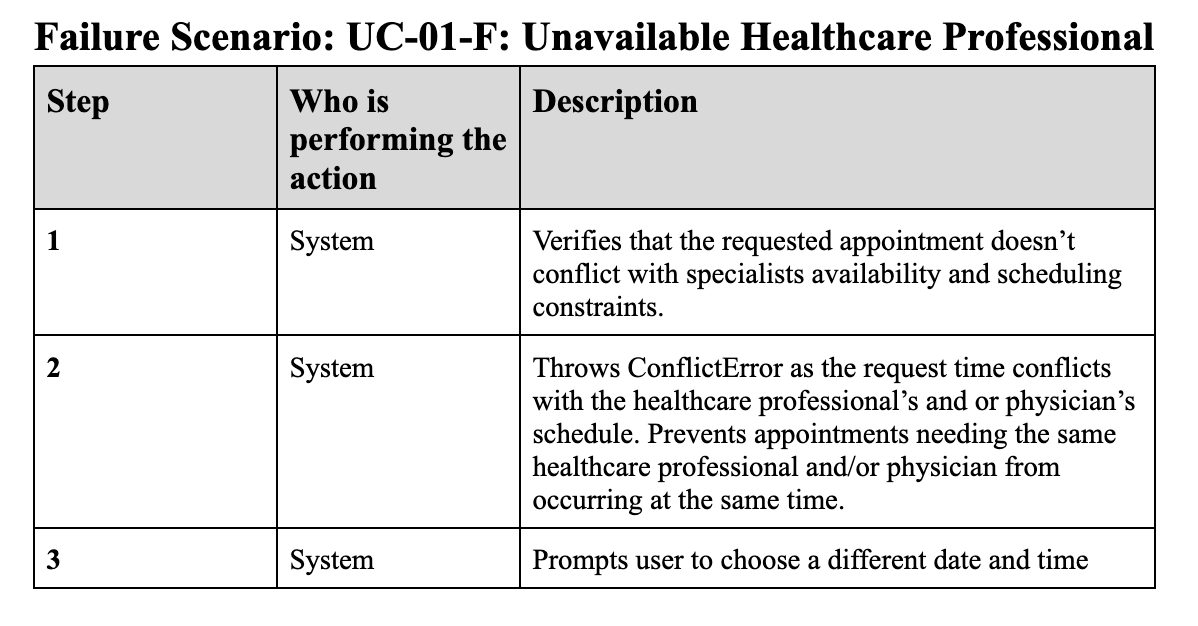 Failure Scenario: UC-01-F: Unavailable Healthcare Professional
Step
Who is
performing the
action
Description
1
System
Verifies that the requested appointment doesn’t
conflict with specialists availability and scheduling
constraints.
2
System
Throws ConflictError as the request time conflicts
with the healthcare professional’s and or physician’s
schedule. Prevents appointments needing the same
healthcare professional and/or physician from
occurring at the same time.
3
System
Prompts user to choose a different date and time